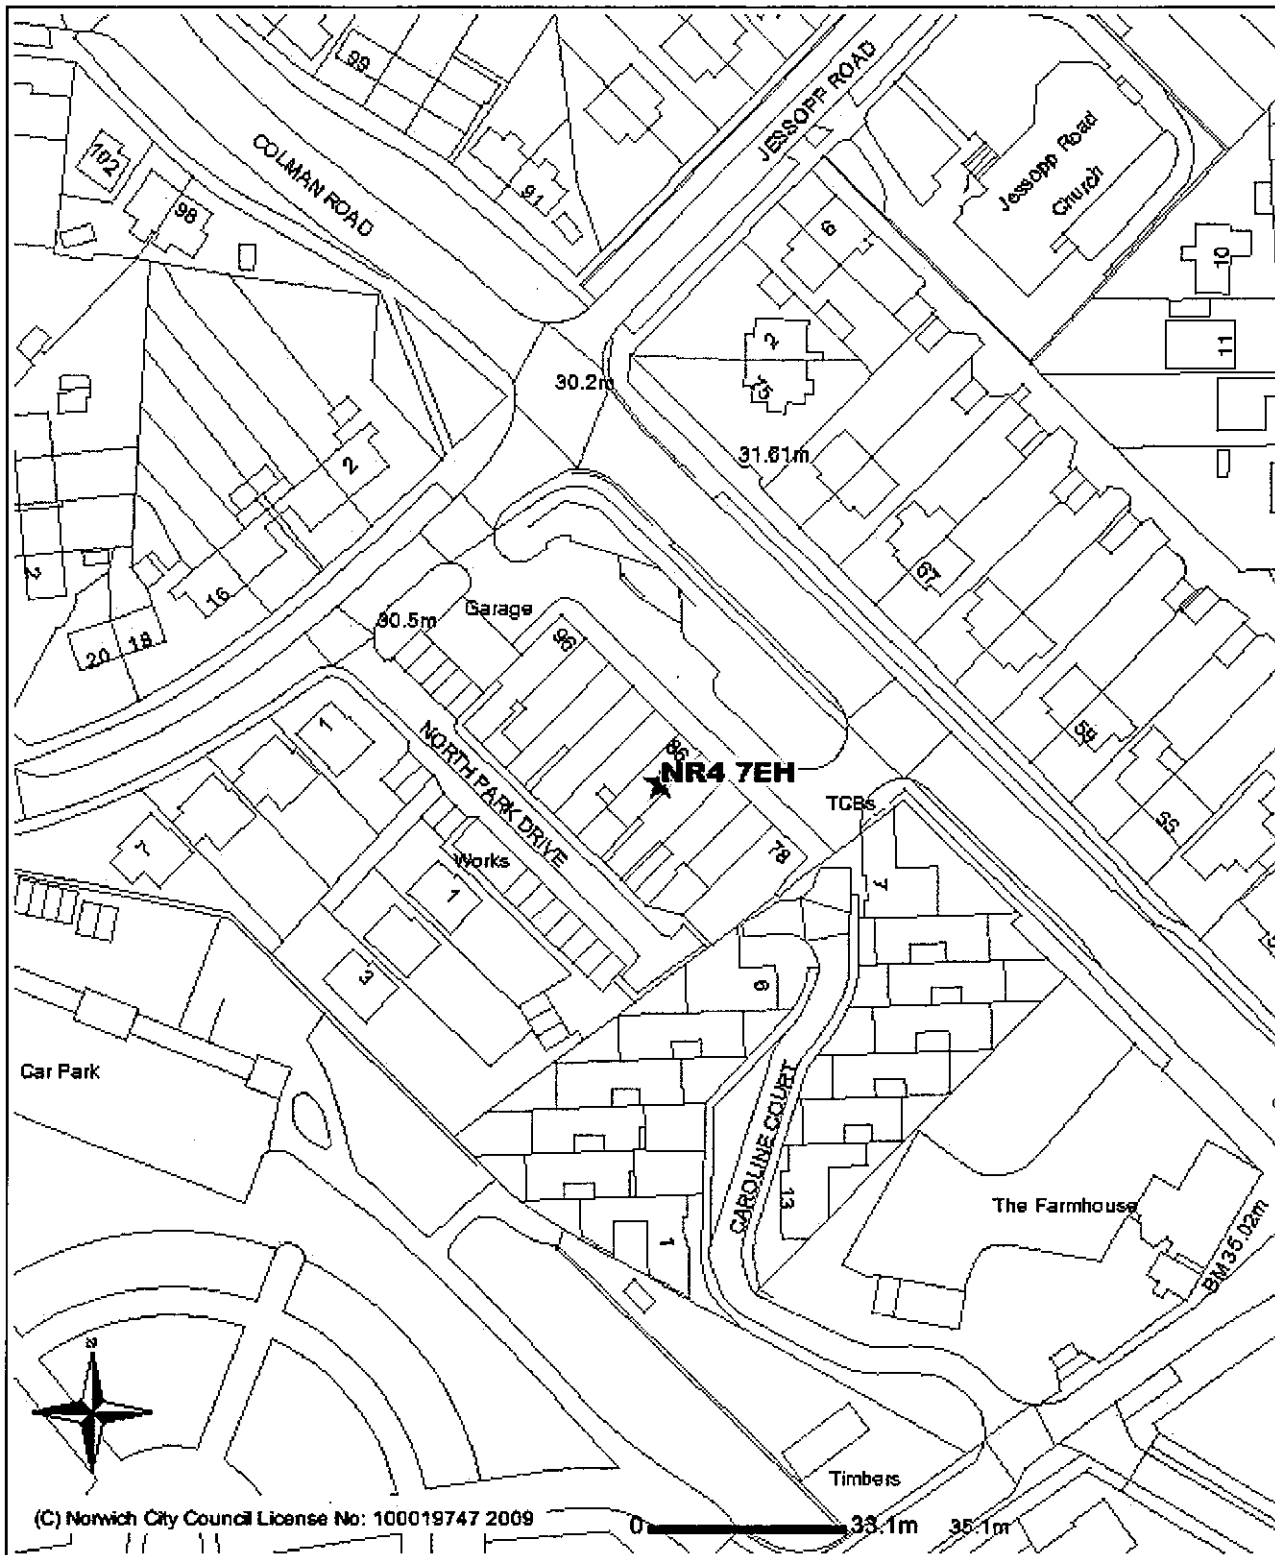 99
JESSOPP ROAD
COLMAN ROAD
102
98
91
Jessopp Road
Church
6
10
11
2
75
30.2m
31.61m
2
67
2
16
18
20
Garage
30.5m
96
59
55
1
NORTH PARK DRIVE
86
NR4 7EH
TCBs
78
7
7
Works
1
3
9
Car Park
CAROLINE COURT
13
1
The Farmhouse
BM 35.02m
Timbers
(C) Norwich City Council License No: 100019747 2009
0
33.1m
35.1m